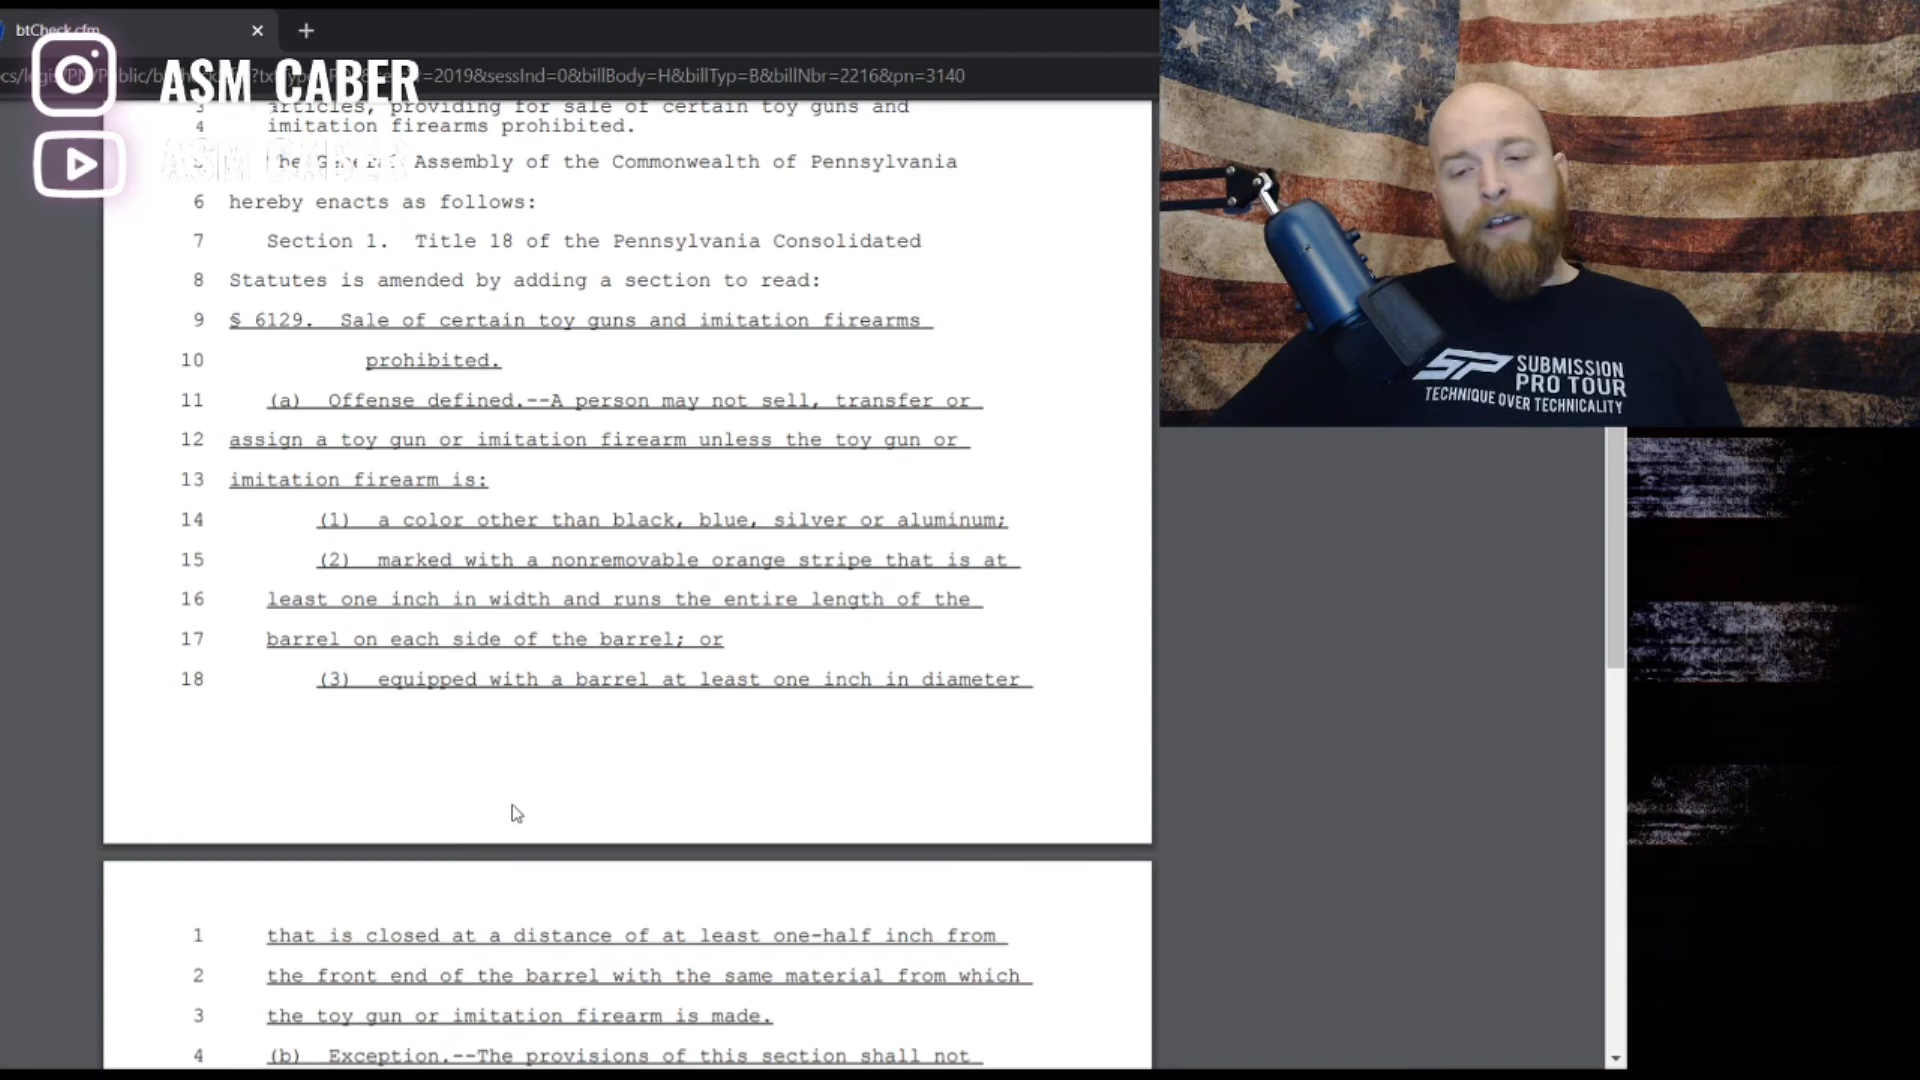 btCheck.cfm
=2019&sessInd=0&billBody=H&billTyp=B&billNbr=2216&pn=3140
ASM CABER
ASM CABER
3 articles, providing for sale of certain toy guns and
4 imitation firearms prohibited.
The General Assembly of the Commonwealth of Pennsylvania
6 hereby enacts as follows:
7 Section 1. Title 18 of the Pennsylvania Consolidated
8 Statutes is amended by adding a section to read:
9 § 6129. Sale of certain toy guns and imitation firearms
10 prohibited.
11 (a) Offense defined.--A person may not sell, transfer or
12 assign a toy gun or imitation firearm unless the toy gun or
13 imitation firearm is:
14 (1) a color other than black, blue, silver or aluminum;
15 (2) marked with a nonremovable orange stripe that is at
16 least one inch in width and runs the entire length of the
17 barrel on each side of the barrel; or
18 (3) equipped with a barrel at least one inch in diameter
1 that is closed at a distance of at least one-half inch from
2 the front end of the barrel with the same material from which
3 the toy gun or imitation firearm is made.
4 (b) Exception.--The provisions of this section shall not
SP SUBMISSION
PRO TOUR
TECHNIQUE OVER TECHNICALITY